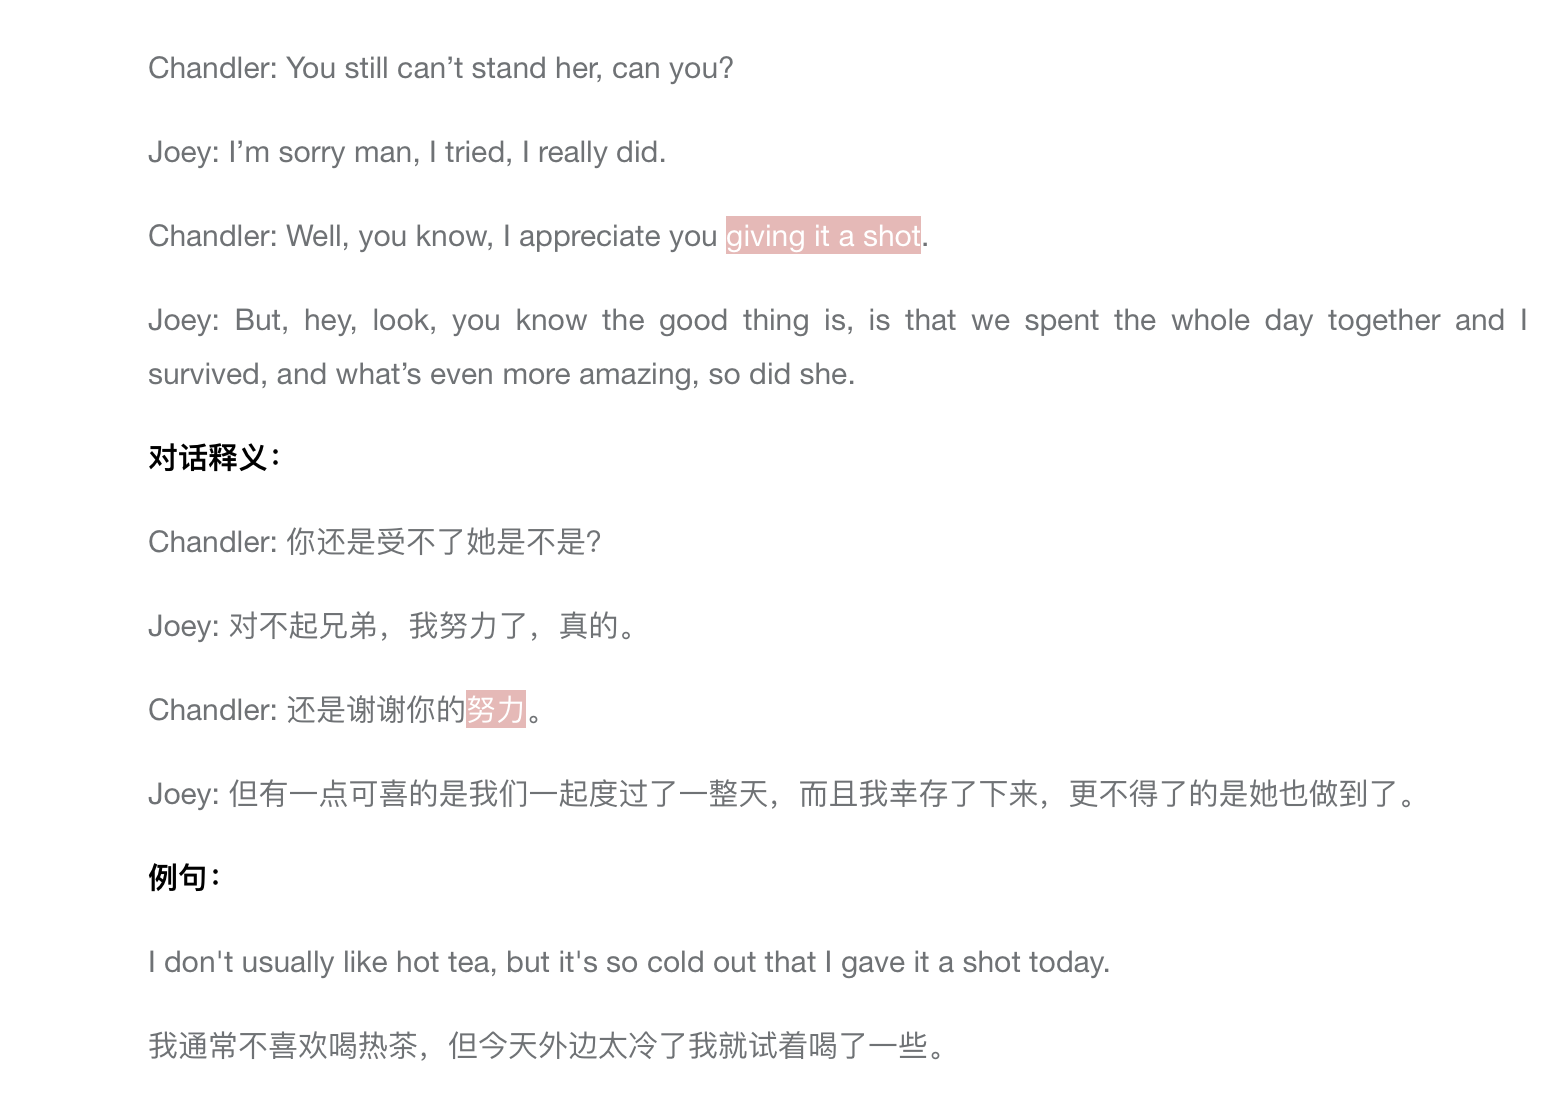 Chandler: You still can’t stand her, can you?
Joey: I’m sorry man, I tried, I really did.
Chandler: Well, you know, I appreciate you giving it a shot.
Joey: But, hey, look, you know the good thing is, is that we spent the whole day together and I
survived, and what’s even more amazing, so did she.
对话释义：
Chandler: 你还是受不了她是不是?
Joey: 对不起兄弟，我努力了，真的。
Chandler: 还是谢谢你的努力。
Joey: 但有一点可喜的是我们一起度过了一整天，而且我幸存了下来，更不得了的是她也做到了。
例句：
I don't usually like hot tea, but it's so cold out that I gave it a shot today.
我通常不喜欢喝热茶，但今天外边太冷了我就试着喝了一些。